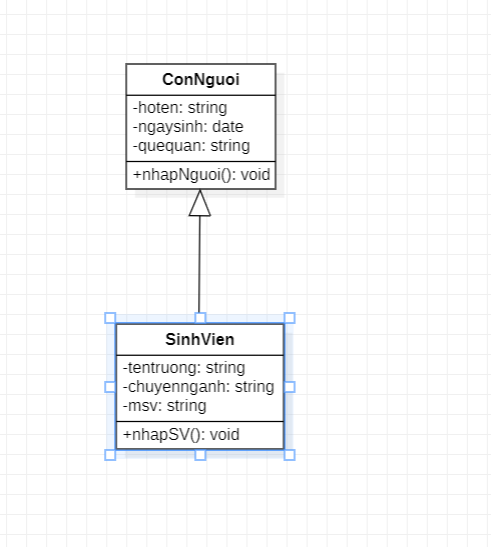 ConNguoi
-hoten: string
-ngaysinh: date
-quequan: string
+nhapNguoi(): void
SinhVien
-tentruong: string
-chuyennganh: string
-msv: string
+nhapSV(): void